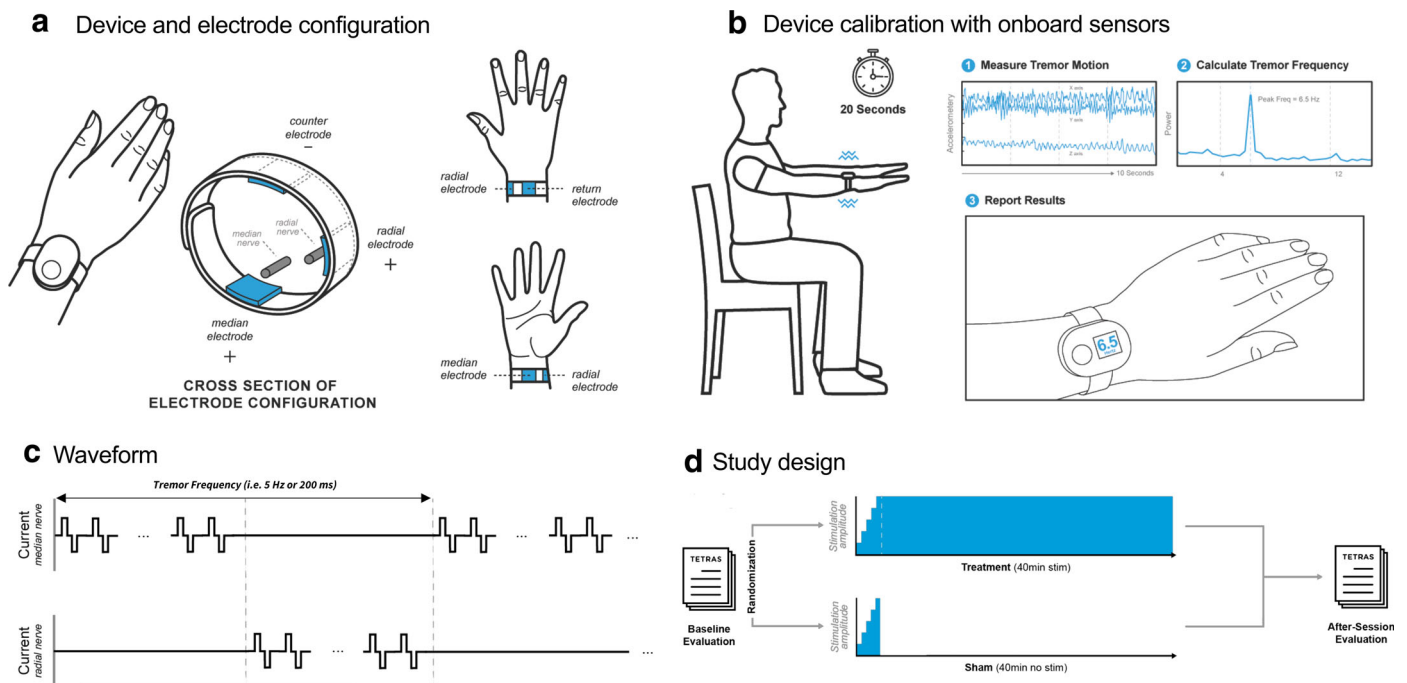 a Device and electrode configuration
counter
electrode
−
radial
nerve
median
nerve
radial
electrode
+
median
electrode
+
CROSS SECTION OF
ELECTRODE CONFIGURATION
radial
electrode
return
electrode
median
electrode
radial
electrode
b Device calibration with onboard sensors
20 Seconds
1 Measure Tremor Motion
Accelerometery
X axis
Y axis
Z axis
10 Seconds
2 Calculate Tremor Frequency
Power
Peak Freq = 6.5 Hz
4 12
3 Report Results
6.5
c Waveform
Tremor Frequency (i.e. 5 Hz or 200 ms)
Current
median nerve
... ... ...
Current
radial nerve
... ...
d Study design
TETRAS
Baseline
Evaluation
Randomization
Stimulation
amplitude
Treatment (40min stim)
Stimulation
amplitude
Sham (40min no stim)
TETRAS
After-Session
Evaluation